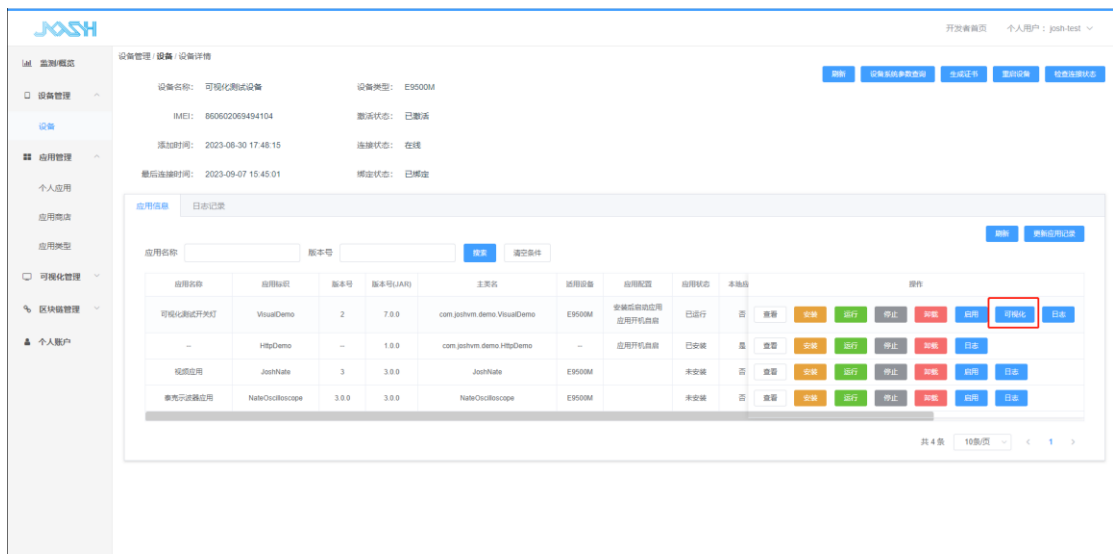 JOSH
开发者首页 个人用户：josh-test
监测/概览
设备管理
设备
应用管理
个人应用
应用商店
应用类型
可视化管理
区块链管理
个人账户
设备管理 / 设备 / 设备详情
刷新 设备系统参数查询 生成证书 重启设备 检查连接状态
设备名称： 可视化测试设备 设备类型： E9500M
IMEI： 860602069494104 激活状态： 已激活
添加时间： 2023-08-30 17:48:15 连接状态： 在线
最后连接时间： 2023-09-07 15:45:01 绑定状态： 已绑定
应用信息 日志记录
刷新 更新应用记录
应用名称 版本号 搜索 清空条件
应用名称 应用标识 版本号 版本号(JAR) 主类名 适用设备 应用配置 应用状态 本地应 操作
可视化测试开关灯 VisualDemo 2 7.0.0 com.joshvm.demo.VisualDemo E9500M 安装后启动应用 已运行 否 查看 安装 运行 停止 卸载 启用 可视化 日志
应用开机自启
-- HttpDemo -- 1.0.0 com.joshvm.demo.HttpDemo -- 应用开机自启 已安装 是 查看 安装 运行 停止 卸载 日志
视频应用 JoshNate 3 3.0.0 JoshNate E9500M 未安装 否 查看 安装 运行 停止 卸载 启用 日志
泰克示波器应用 NateOscilloscope 3.0.0 3.0.0 NateOscilloscope E9500M 未安装 否 查看 安装 运行 停止 卸载 启用 日志
共 4 条 10条/页 < 1 >